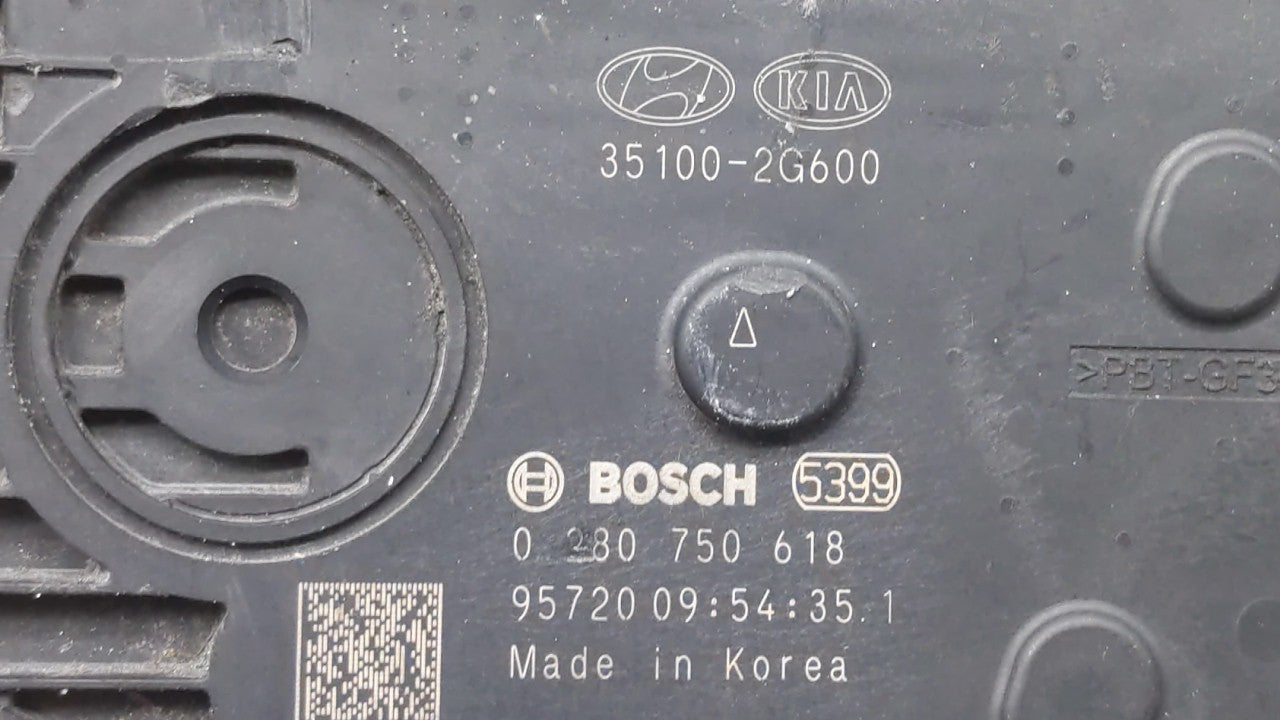 KIA
35100-2G600
>PBT-GF3
BOSCH 5399
0 280 750 618
95720 09:54:35.1
Made in Korea